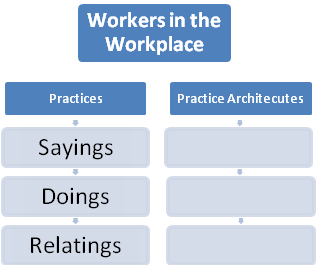 Workers in the
Workplace
Practices
Practice Architecutes
Sayings
Doings
Relatings